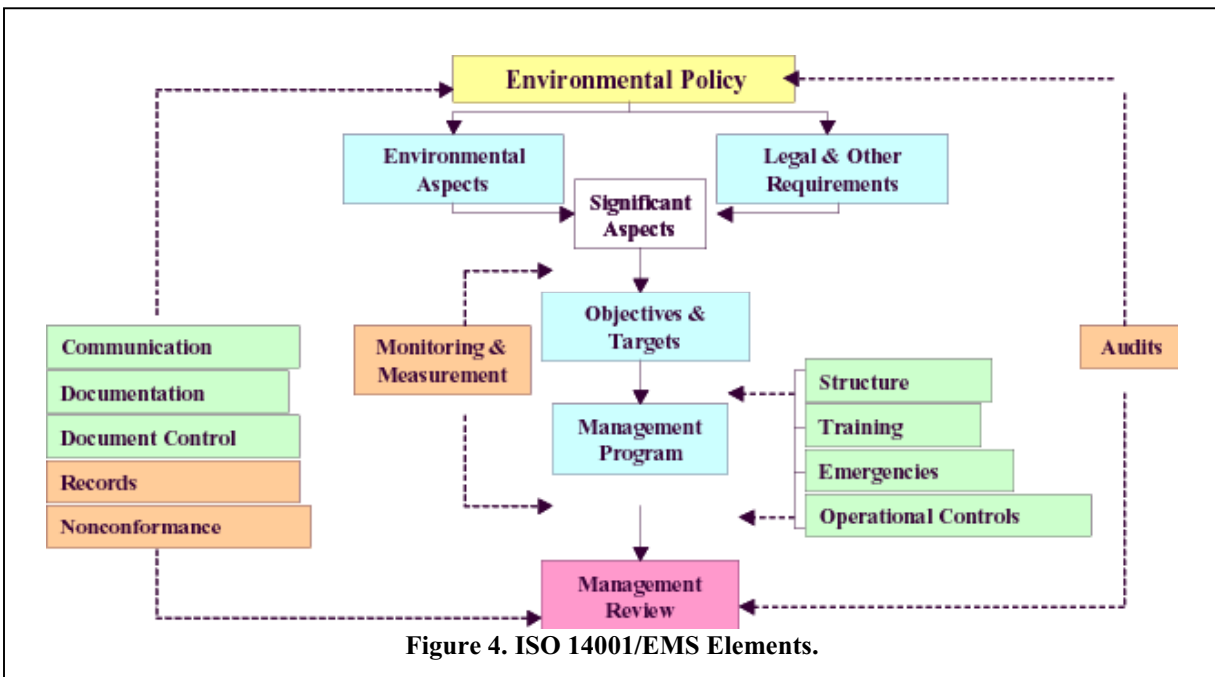 Environmental Policy
Environmental
Aspects
Legal & Other
Requirements
Significant
Aspects
Objectives &
Targets
Monitoring &
Measurement
Communication
Documentation
Document Control
Records
Nonconformance
Audits
Structure
Training
Emergencies
Operational Controls
Management
Program
Management
Review
Figure 4. ISO 14001/EMS Elements.